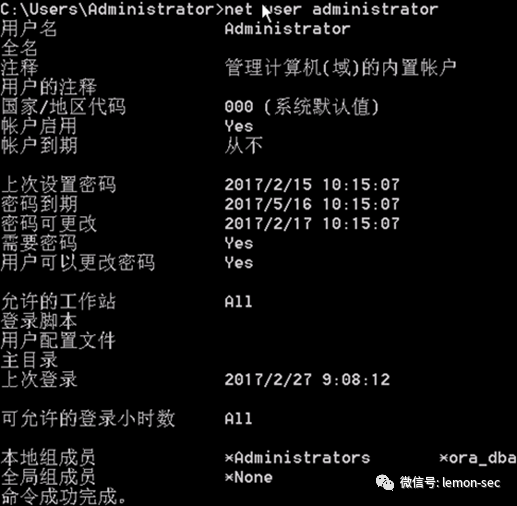 C:\Users\Administrator>net user administrator
用户名 Administrator
全名
注释 管理计算机(域)的内置帐户
用户的注释
国家/地区代码 000 (系统默认值)
帐户启用 Yes
帐户到期 从不
上次设置密码 2017/2/15 10:15:07
密码到期 2017/5/16 10:15:07
密码可更改 2017/2/17 10:15:07
需要密码 Yes
用户可以更改密码 Yes
允许的工作站 All
登录脚本
用户配置文件
主目录
上次登录 2017/2/27 9:08:12
可允许的登录小时数 All
本地组成员 *Administrators *ora_dba
全局组成员 *None
命令成功完成。
微信号: lemon-sec